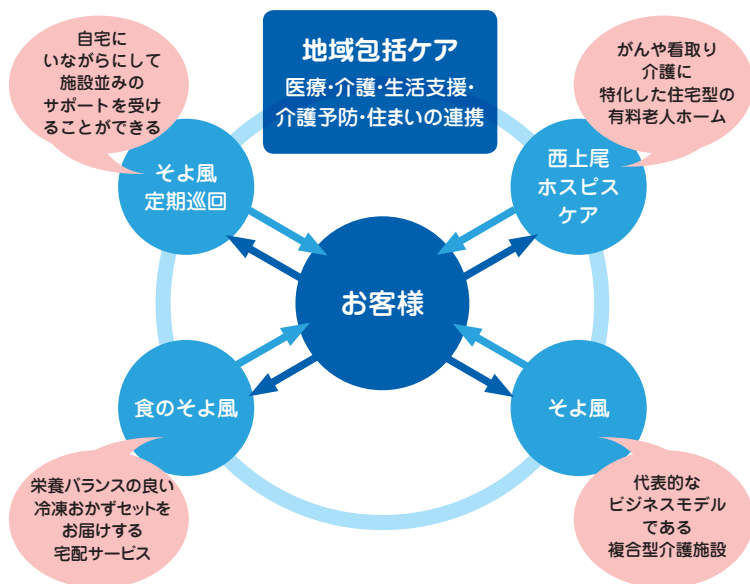 地域包括ケア
医療・介護・生活支援・
介護予防・住まいの連携
自宅に
いながらにして
施設並みの
サポートを受け
ることができる
そよ風
定期巡回
がんや看取り
介護に
特化した住宅型の
有料老人ホーム
西上尾
ホスピス
ケア
お客様
食のそよ風
栄養バランスの良い
冷凍おかずセットを
お届けする
宅配サービス
そよ風
代表的な
ビジネスモデル
である
複合型介護施設